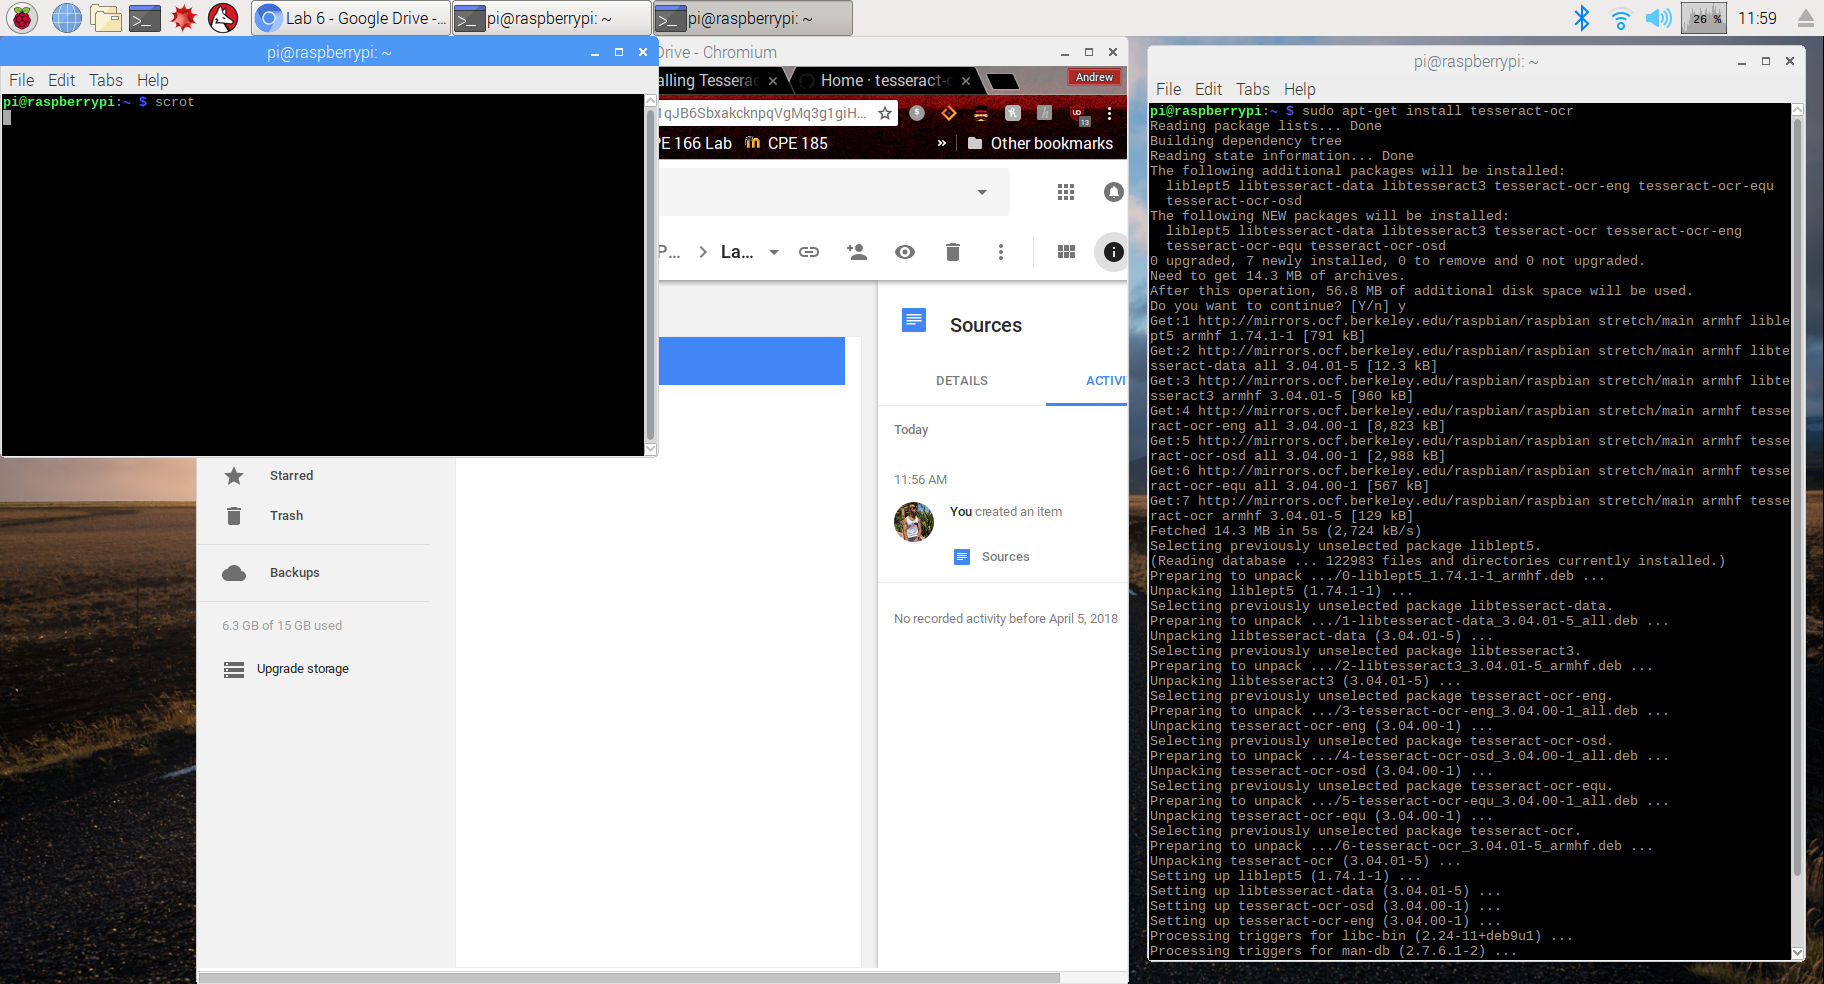 Lab 6 - Google Drive -...
pi@raspberrypi: ~
pi@raspberrypi: ~
26 %
11:59
pi@raspberrypi: ~
File Edit Tabs Help
pi@raspberrypi:~ $ scrot
Drive - Chromium
alling Tesserac
Home · tesseract-o
Andrew
1qJB6SbxakcknpqVgMq3g1giH...
13
PE 166 Lab
CPE 185
»
Other bookmarks
P...
La...
Sources
DETAILS
ACTIVI
Today
11:56 AM
You created an item
Sources
No recorded activity before April 5, 2018
Starred
Trash
Backups
6.3 GB of 15 GB used
Upgrade storage
pi@raspberrypi: ~
File Edit Tabs Help
pi@raspberrypi:~ $ sudo apt-get install tesseract-ocr
Reading package lists... Done
Building dependency tree
Reading state information... Done
The following additional packages will be installed:
  liblept5 libtesseract-data libtesseract3 tesseract-ocr-eng tesseract-ocr-equ
  tesseract-ocr-osd
The following NEW packages will be installed:
  liblept5 libtesseract-data libtesseract3 tesseract-ocr tesseract-ocr-eng
  tesseract-ocr-equ tesseract-ocr-osd
0 upgraded, 7 newly installed, 0 to remove and 0 not upgraded.
Need to get 14.3 MB of archives.
After this operation, 56.8 MB of additional disk space will be used.
Do you want to continue? [Y/n] y
Get:1 http://mirrors.ocf.berkeley.edu/raspbian/raspbian stretch/main armhf lible
pt5 armhf 1.74.1-1 [791 kB]
Get:2 http://mirrors.ocf.berkeley.edu/raspbian/raspbian stretch/main armhf libte
sseract-data all 3.04.01-5 [12.3 kB]
Get:3 http://mirrors.ocf.berkeley.edu/raspbian/raspbian stretch/main armhf libte
sseract3 armhf 3.04.01-5 [960 kB]
Get:4 http://mirrors.ocf.berkeley.edu/raspbian/raspbian stretch/main armhf tesse
ract-ocr-eng all 3.04.00-1 [8,823 kB]
Get:5 http://mirrors.ocf.berkeley.edu/raspbian/raspbian stretch/main armhf tesse
ract-ocr-osd all 3.04.00-1 [2,988 kB]
Get:6 http://mirrors.ocf.berkeley.edu/raspbian/raspbian stretch/main armhf tesse
ract-ocr-equ all 3.04.00-1 [567 kB]
Get:7 http://mirrors.ocf.berkeley.edu/raspbian/raspbian stretch/main armhf tesse
ract-ocr armhf 3.04.01-5 [129 kB]
Fetched 14.3 MB in 5s (2,724 kB/s)
Selecting previously unselected package liblept5.
(Reading database ... 122983 files and directories currently installed.)
Preparing to unpack .../0-liblept5_1.74.1-1_armhf.deb ...
Unpacking liblept5 (1.74.1-1) ...
Selecting previously unselected package libtesseract-data.
Preparing to unpack .../1-libtesseract-data_3.04.01-5_all.deb ...
Unpacking libtesseract-data (3.04.01-5) ...
Selecting previously unselected package libtesseract3.
Preparing to unpack .../2-libtesseract3_3.04.01-5_armhf.deb ...
Unpacking libtesseract3 (3.04.01-5) ...
Selecting previously unselected package tesseract-ocr-eng.
Preparing to unpack .../3-tesseract-ocr-eng_3.04.00-1_all.deb ...
Unpacking tesseract-ocr-eng (3.04.00-1) ...
Selecting previously unselected package tesseract-ocr-osd.
Preparing to unpack .../4-tesseract-ocr-osd_3.04.00-1_all.deb ...
Unpacking tesseract-ocr-osd (3.04.00-1) ...
Selecting previously unselected package tesseract-ocr-equ.
Preparing to unpack .../5-tesseract-ocr-equ_3.04.00-1_all.deb ...
Unpacking tesseract-ocr-equ (3.04.00-1) ...
Selecting previously unselected package tesseract-ocr.
Preparing to unpack .../6-tesseract-ocr_3.04.01-5_armhf.deb ...
Unpacking tesseract-ocr (3.04.01-5) ...
Setting up liblept5 (1.74.1-1) ...
Setting up libtesseract-data (3.04.01-5) ...
Setting up tesseract-ocr-osd (3.04.00-1) ...
Setting up tesseract-ocr-eng (3.04.00-1) ...
Processing triggers for libc-bin (2.24-11+deb9u1) ...
Processing triggers for man-db (2.7.6.1-2) ...